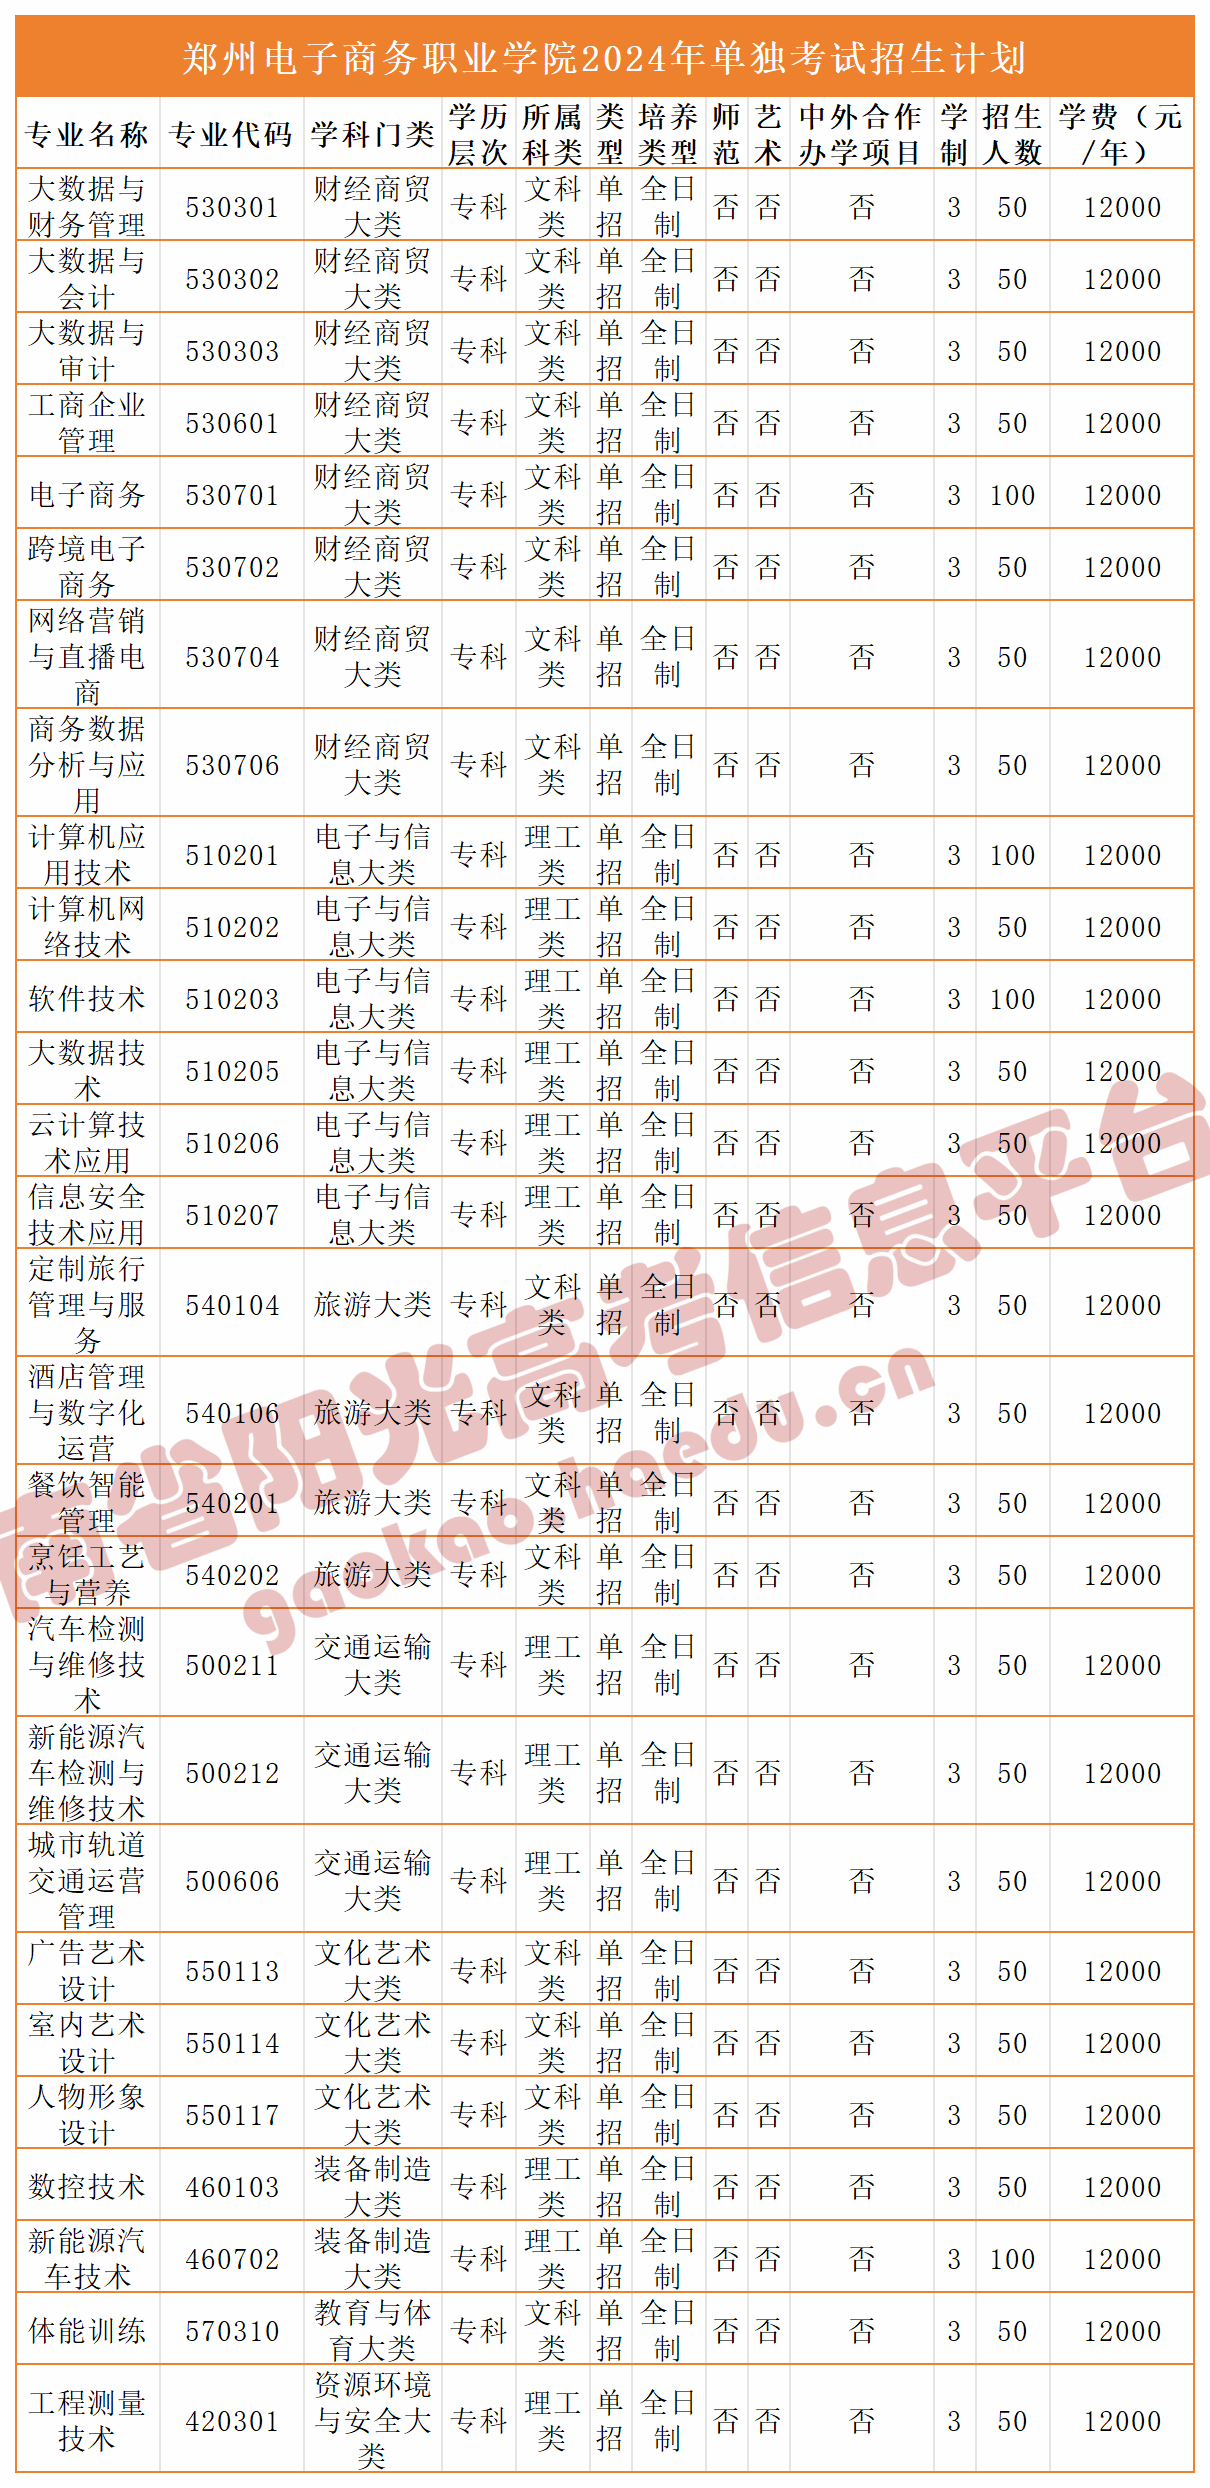 郑州电子商务职业学院2024年单独考试招生计划
专业名称 专业代码 学科门类 学历层次 所属科类 类型 培养类型 师范 艺术 中外合作办学项目 学制 招生人数 学费（元/年）
大数据与财务管理 530301 财经商贸大类 专科 文科类 单招 全日制 否 否 否 3 50 12000
大数据与会计 530302 财经商贸大类 专科 文科类 单招 全日制 否 否 否 3 50 12000
大数据与审计 530303 财经商贸大类 专科 文科类 单招 全日制 否 否 否 3 50 12000
工商企业管理 530601 财经商贸大类 专科 文科类 单招 全日制 否 否 否 3 50 12000
电子商务 530701 财经商贸大类 专科 文科类 单招 全日制 否 否 否 3 100 12000
跨境电子商务 530702 财经商贸大类 专科 文科类 单招 全日制 否 否 否 3 50 12000
网络营销与直播电商 530704 财经商贸大类 专科 文科类 单招 全日制 否 否 否 3 50 12000
商务数据分析与应用 530706 财经商贸大类 专科 文科类 单招 全日制 否 否 否 3 50 12000
计算机应用技术 510201 电子与信息大类 专科 理工类 单招 全日制 否 否 否 3 100 12000
计算机网络技术 510202 电子与信息大类 专科 理工类 单招 全日制 否 否 否 3 50 12000
软件技术 510203 电子与信息大类 专科 理工类 单招 全日制 否 否 否 3 100 12000
大数据技术 510205 电子与信息大类 专科 理工类 单招 全日制 否 否 否 3 50 12000
云计算技术应用 510206 电子与信息大类 专科 理工类 单招 全日制 否 否 否 3 50 12000
信息安全技术应用 510207 电子与信息大类 专科 理工类 单招 全日制 否 否 否 3 50 12000
定制旅行管理与服务 540104 旅游大类 专科 文科类 单招 全日制 否 否 否 3 50 12000
酒店管理与数字化运营 540106 旅游大类 专科 文科类 单招 全日制 否 否 否 3 50 12000
餐饮智能管理 540201 旅游大类 专科 文科类 单招 全日制 否 否 否 3 50 12000
烹饪工艺与营养 540202 旅游大类 专科 文科类 单招 全日制 否 否 否 3 50 12000
汽车检测与维修技术 500211 交通运输大类 专科 理工类 单招 全日制 否 否 否 3 50 12000
新能源汽车检测与维修技术 500212 交通运输大类 专科 理工类 单招 全日制 否 否 否 3 50 12000
城市轨道交通运营管理 500606 交通运输大类 专科 理工类 单招 全日制 否 否 否 3 50 12000
广告艺术设计 550113 文化艺术大类 专科 文科类 单招 全日制 否 否 否 3 50 12000
室内艺术设计 550114 文化艺术大类 专科 文科类 单招 全日制 否 否 否 3 50 12000
人物形象设计 550117 文化艺术大类 专科 文科类 单招 全日制 否 否 否 3 50 12000
数控技术 460103 装备制造大类 专科 理工类 单招 全日制 否 否 否 3 50 12000
新能源汽车技术 460702 装备制造大类 专科 理工类 单招 全日制 否 否 否 3 100 12000
体能训练 570310 教育与体育大类 专科 文科类 单招 全日制 否 否 否 3 50 12000
工程测量技术 420301 资源环境与安全大类 专科 理工类 单招 全日制 否 否 否 3 50 12000
南省阳光高考信息平台
gaokao.haedu.cn